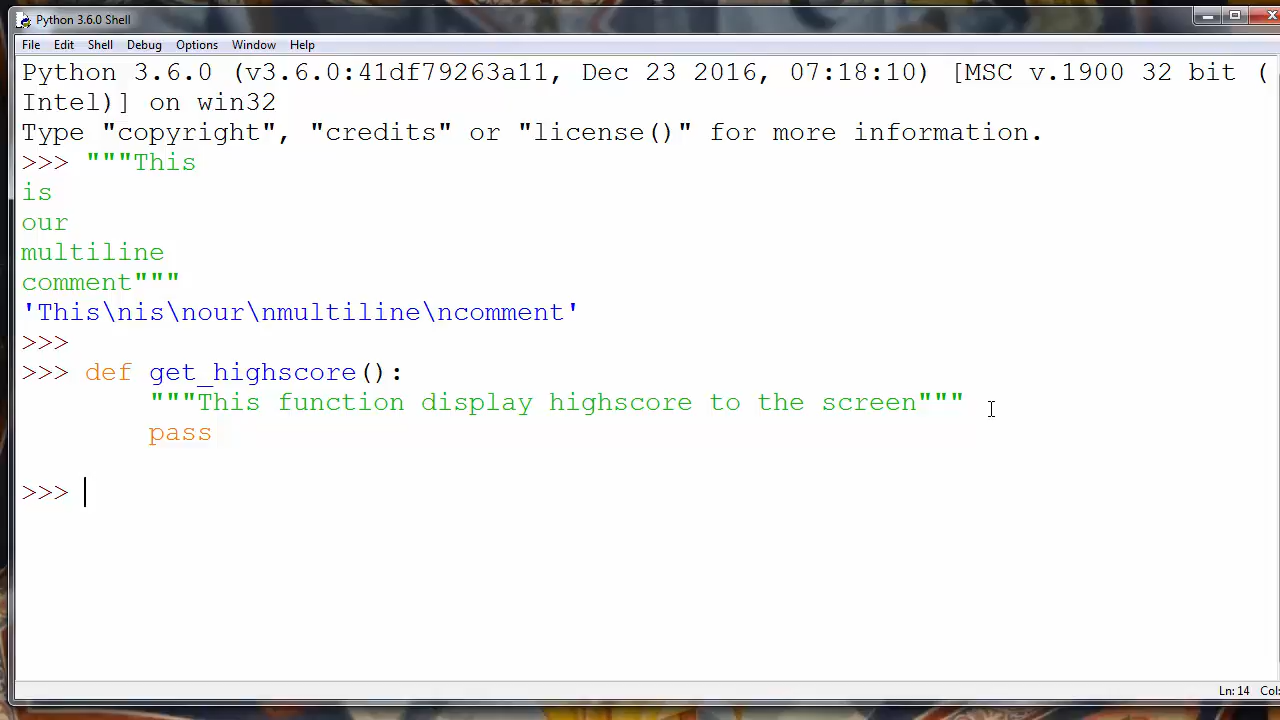 Python 3.6.0 Shell
File Edit Shell Debug Options Window Help
Python 3.6.0 (v3.6.0:41df79263a11, Dec 23 2016, 07:18:10) [MSC v.1900 32 bit (
Intel)] on win32
Type "copyright", "credits" or "license()" for more information.
>>> """This
is
our
multiline
comment"""
'This\nis\nour\nmultiline\ncomment'
>>>
>>> def get_highscore():
"""This function display highscore to the screen"""
pass
>>>
Ln: 14 Col: